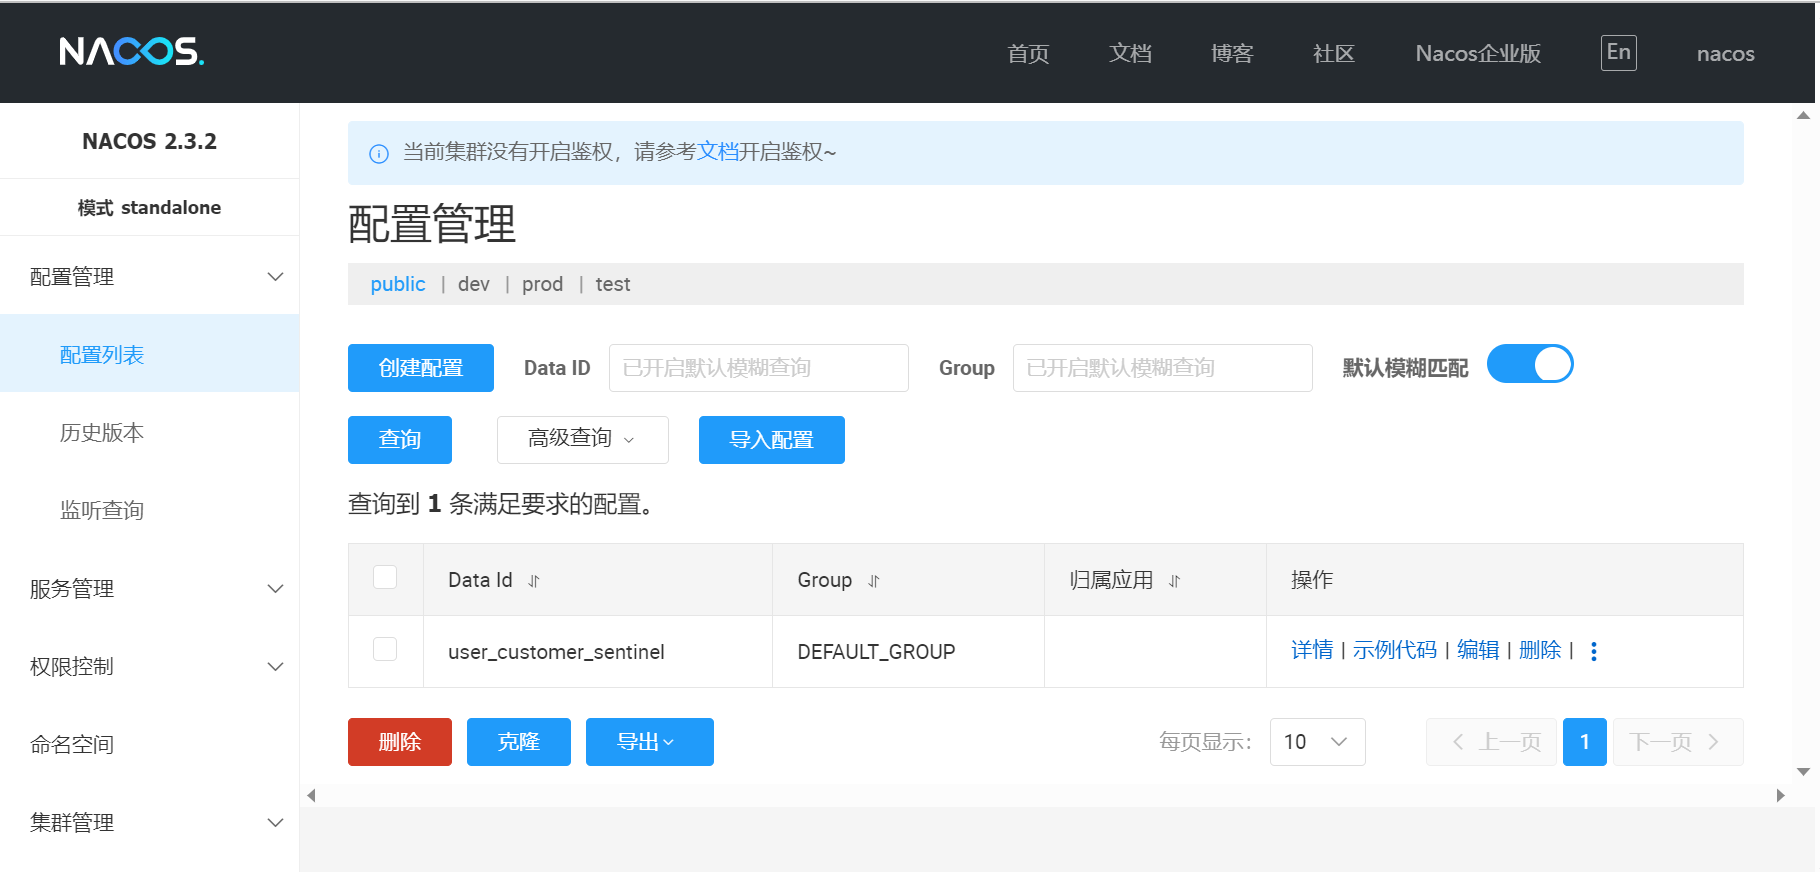 NACOS.
首页 文档 博客 社区 Nacos企业版 En nacos
NACOS 2.3.2
模式 standalone
配置管理
配置列表
历史版本
监听查询
服务管理
权限控制
命名空间
集群管理
当前集群没有开启鉴权，请参考文档开启鉴权~
配置管理
public | dev | prod | test
创建配置 Data ID 已开启默认模糊查询 Group 已开启默认模糊查询 默认模糊匹配
查询 高级查询 导入配置
查询到 1 条满足要求的配置。
Data Id Group 归属应用 操作
user_customer_sentinel DEFAULT_GROUP 详情 | 示例代码 | 编辑 | 删除 |
删除 克隆 导出 每页显示: 10 上一页 1 下一页